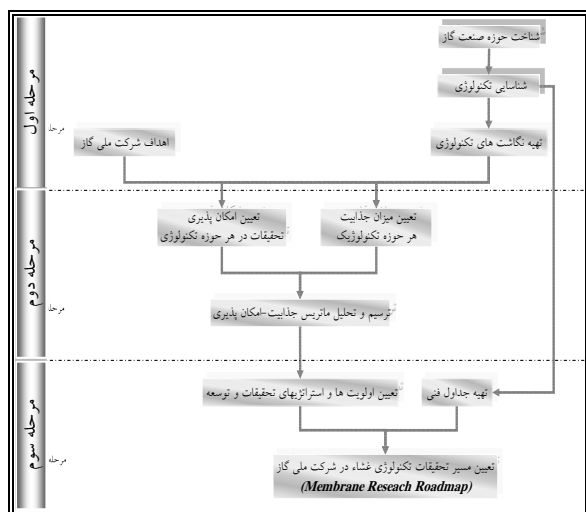 مرحله اول
شناخت حوزه صنعت گاز
شناسایی تکنولوژی
مرحله
اهداف شرکت ملی گاز
تهیه نگاشت های تکنولوژی
مرحله دوم
تعیین میزان جذابیت
هر حوزه تکنولوژیک
تعیین امکان پذیری
تحقیقات در هر حوزه تکنولوژی
مرحله
ترسیم و تحلیل ماتریس جذابیت-امکان پذیری
مرحله سوم
تهیه جداول فنی
تعیین اولویت ها و استراتژیهای تحقیقات و توسعه
مرحله
تعیین مسیر تحقیقات تکنولوژی غشاء در شرکت ملی گاز
(Membrane Reseach Roadmap)